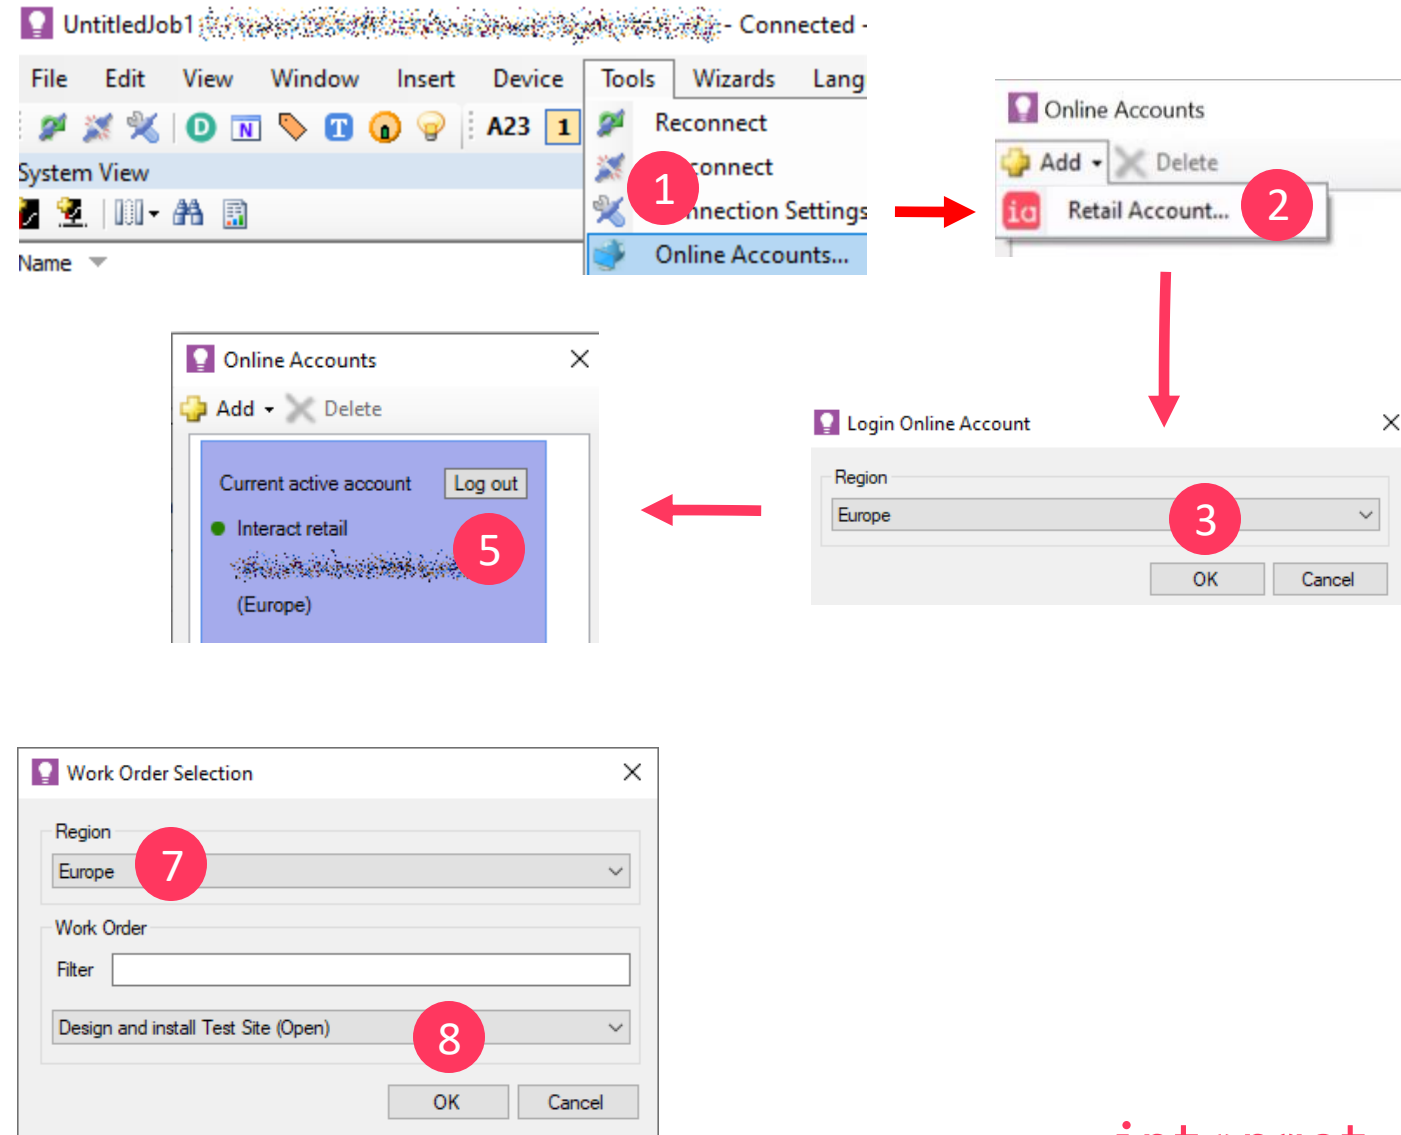 UntitledJob1
- Connected -
File Edit View Window Insert Device Tools Wizards Lang
D N T A23 1
System View
Name
Reconnect
connect
1
nnection Settings
Online Accounts...
Online Accounts
Add Delete
ia Retail Account...
2
Login Online Account
Region
Europe
3
OK Cancel
Online Accounts
Add Delete
Current active account Log out
Interact retail
5
(Europe)
Work Order Selection
Region
Europe
7
Work Order
Filter
Design and install Test Site (Open)
8
OK Cancel